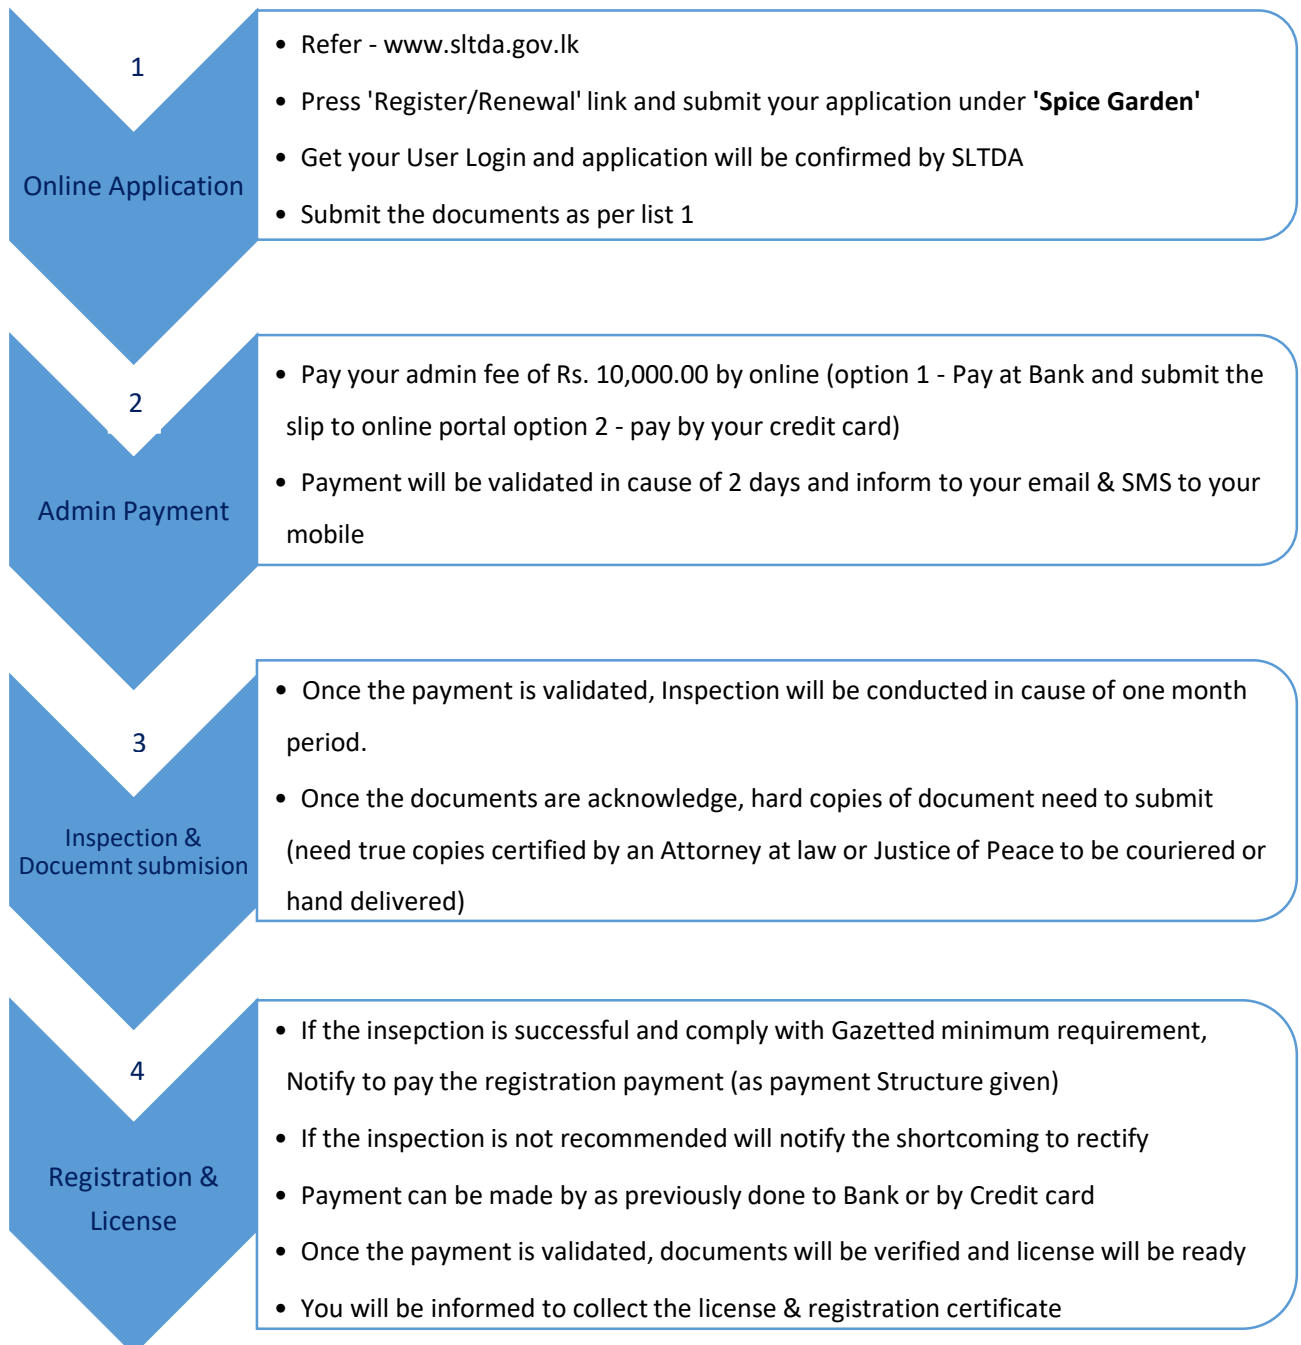 1
Online Application
• Refer - www.sltda.gov.lk
• Press 'Register/Renewal' link and submit your application under 'Spice Garden'
• Get your User Login and application will be confirmed by SLTDA
• Submit the documents as per list 1
2
Admin Payment
• Pay your admin fee of Rs. 10,000.00 by online (option 1 - Pay at Bank and submit the
slip to online portal option 2 - pay by your credit card)
• Payment will be validated in cause of 2 days and inform to your email & SMS to your
mobile
3
Inspection &
Docuemnt submision
• Once the payment is validated, Inspection will be conducted in cause of one month
period.
• Once the documents are acknowledge, hard copies of document need to submit
(need true copies certified by an Attorney at law or Justice of Peace to be couriered or
hand delivered)
4
Registration &
License
• If the insepction is successful and comply with Gazetted minimum requirement,
Notify to pay the registration payment (as payment Structure given)
• If the inspection is not recommended will notify the shortcoming to rectify
• Payment can be made by as previously done to Bank or by Credit card
• Once the payment is validated, documents will be verified and license will be ready
• You will be informed to collect the license & registration certificate